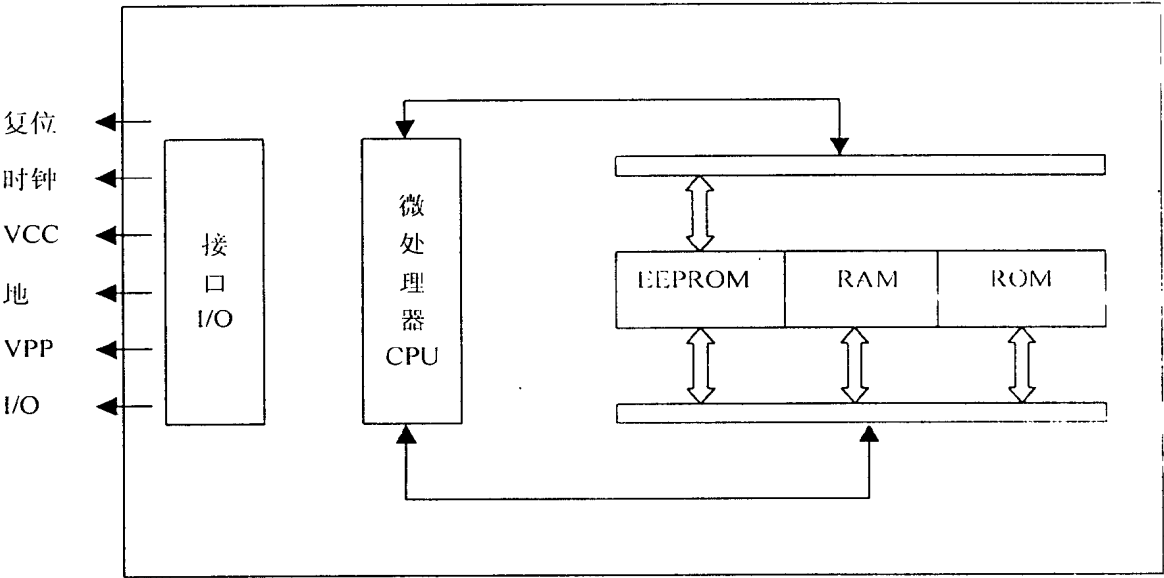 复位
时钟
VCC
地
VPP
I/O
接
口
I/O
微
处
理
器
CPU
EEPROM
RAM
ROM